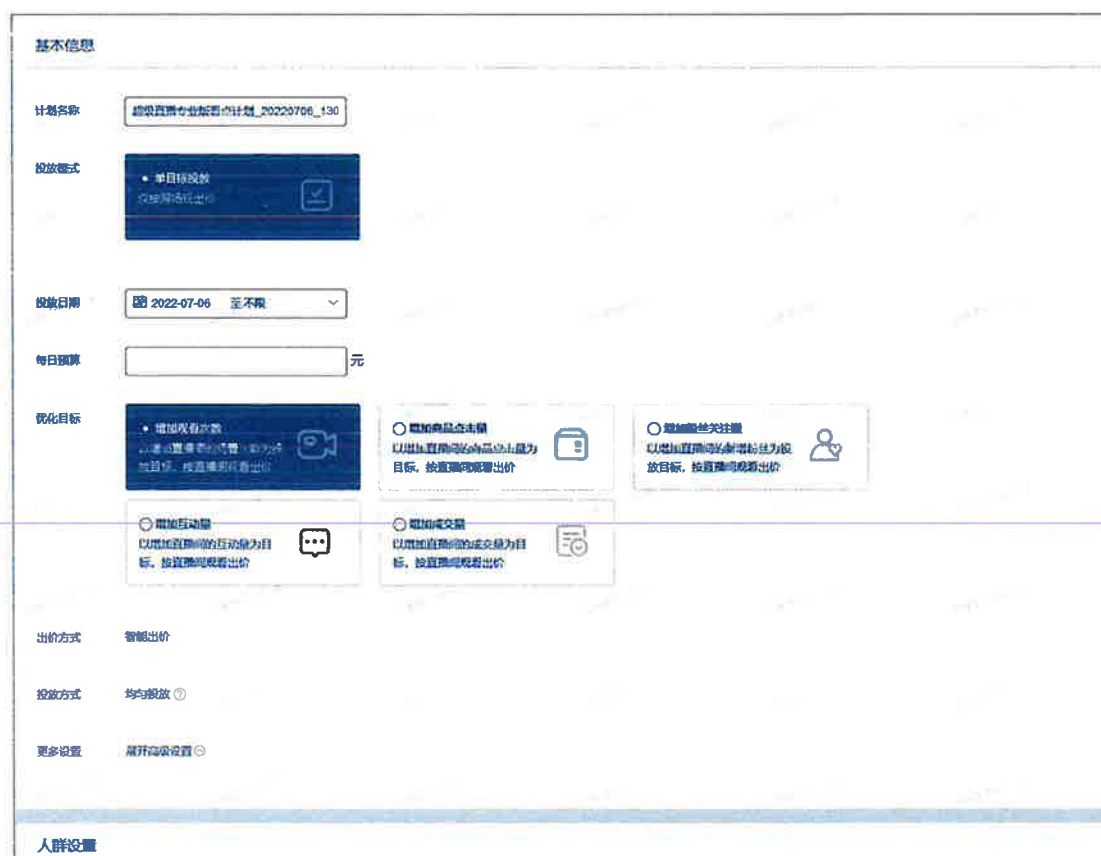 基本信息
计划名称
超级直播专业版看点计划_20220706_130
投放模式
单目标投放
投放日期
2022-07-06 至 不限
每日预算
元
优化目标
增加观看次数
放目标,按直播间观看出价
增加商品点击量
以增加直播间的商品点击量为
目标,按直播间观看出价
增加粉丝关注量
以增加直播间的新增粉丝为投
放目标,按直播间观看出价
增加互动量
以增加直播间的互动量为目
标,按直播间观看出价
增加成交量
以增加直播间的成交量为目
标,按直播间观看出价
出价方式
智能出价
投放方式
均匀投放
更多设置
展开高级设置
人群设置